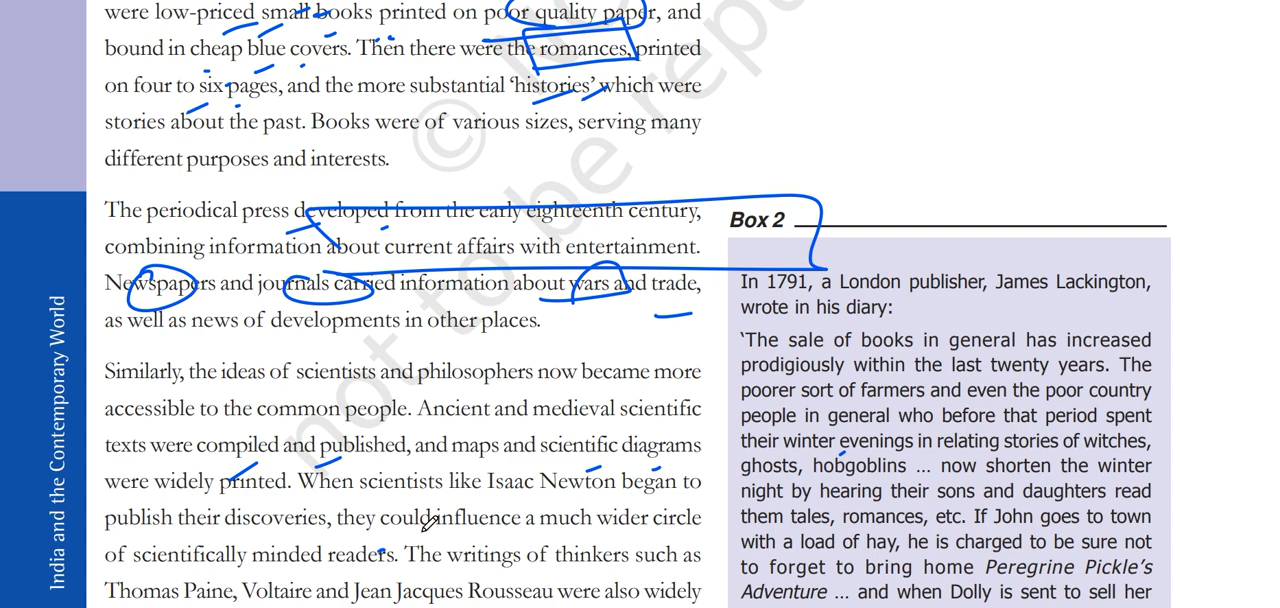 were low-priced small books printed on poor quality paper, and
bound in cheap blue covers. Then there were the romances, printed
on four to six pages, and the more substantial ‘histories’ which were
stories about the past. Books were of various sizes, serving many
different purposes and interests.
The periodical press developed from the early eighteenth century,
combining information about current affairs with entertainment.
Newspapers and journals carried information about wars and trade,
as well as news of developments in other places.
Similarly, the ideas of scientists and philosophers now became more
accessible to the common people. Ancient and medieval scientific
texts were compiled and published, and maps and scientific diagrams
were widely printed. When scientists like Isaac Newton began to
publish their discoveries, they could influence a much wider circle
of scientifically minded readers. The writings of thinkers such as
Thomas Paine, Voltaire and Jean Jacques Rousseau were also widely
Box 2
In 1791, a London publisher, James Lackington,
wrote in his diary:
‘The sale of books in general has increased
prodigiously within the last twenty years. The
poorer sort of farmers and even the poor country
people in general who before that period spent
their winter evenings in relating stories of witches,
ghosts, hobgoblins … now shorten the winter
night by hearing their sons and daughters read
them tales, romances, etc. If John goes to town
with a load of hay, he is charged to be sure not
to forget to bring home Peregrine Pickle’s
Adventure … and when Dolly is sent to sell her
India and the Contemporary World
not to be rep